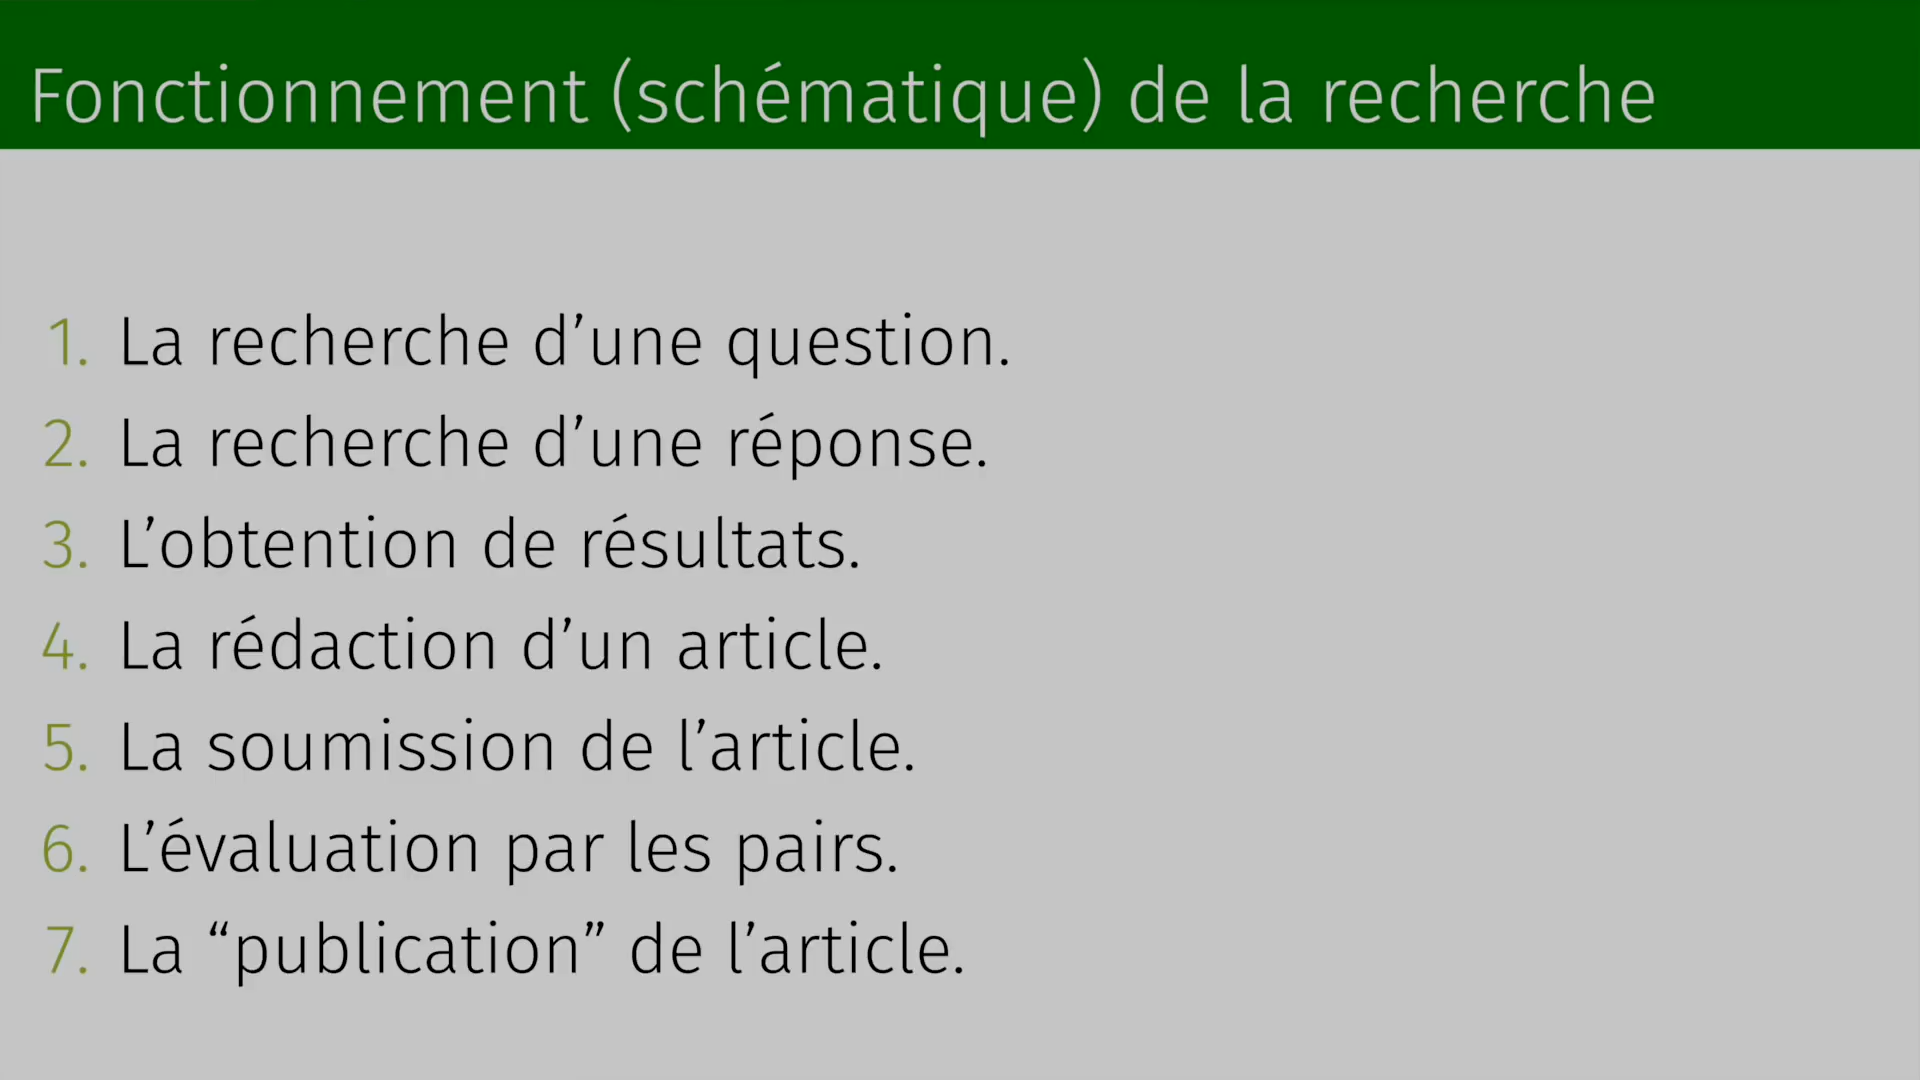 Fonctionnement (schématique) de la recherche
1. La recherche d’une question.
2. La recherche d’une réponse.
3. L’obtention de résultats.
4. La rédaction d’un article.
5. La soumission de l’article.
6. L’évaluation par les pairs.
7. La “publication” de l’article.